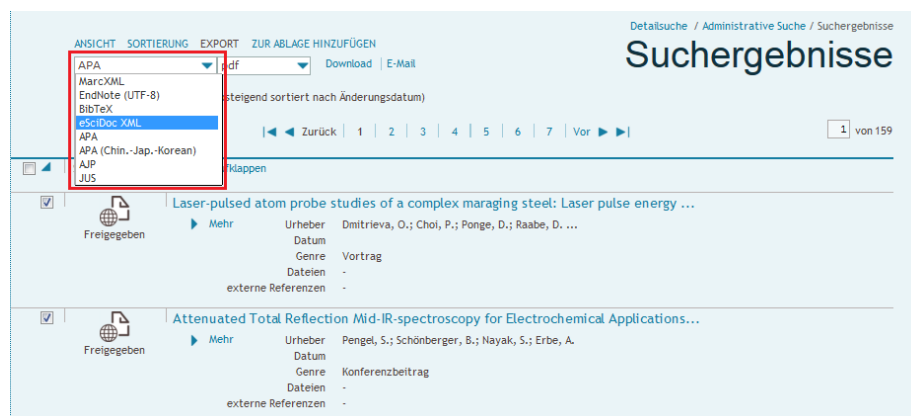 Detailsuche / Administrative Suche / Suchergebnisse
Suchergebnisse
ANSICHT SORTIERUNG EXPORT ZUR ABLAGE HINZUFÜGEN
APA pdf Download | E-Mail
MarcXML
EndNote (UTF-8)
BibTeX
eSciDoc XML
APA
APA (Chin.-Jap.-Korean)
AJP
JUS
steigend sortiert nach Änderungsdatum)
Zurück | 1 | 2 | 3 | 4 | 5 | 6 | 7 | Vor
1 von 159
fklappen
Laser-pulsed atom probe studies of a complex maraging steel: Laser pulse energy ...
Freigegeben
Mehr Urheber Dmitrieva, O.; Choi, P.; Ponge, D.; Raabe, D. ...
Datum
Genre Vortrag
Dateien -
externe Referenzen -
Attenuated Total Reflection Mid-IR-spectroscopy for Electrochemical Applications...
Freigegeben
Mehr Urheber Pengel, S.; Schönberger, B.; Nayak, S.; Erbe, A.
Datum
Genre Konferenzbeitrag
Dateien -
externe Referenzen -